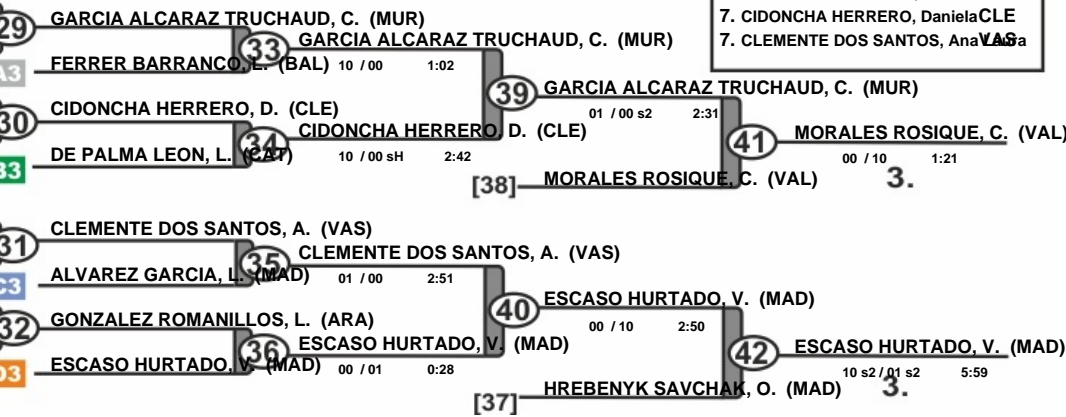 7. CIDONCHA HERRERO, Daniela CLE
7. CLEMENTE DOS SANTOS, Ana Laura VAS
29
GARCIA ALCARAZ TRUCHAUD, C. (MUR)
33
GARCIA ALCARAZ TRUCHAUD, C. (MUR)
A3
FERRER BARRANCO, L. (BAL)
10 / 00 1:02
39
GARCIA ALCARAZ TRUCHAUD, C. (MUR)
30
CIDONCHA HERRERO, D. (CLE)
01 / 00 s2 2:31
34
CIDONCHA HERRERO, D. (CLE)
41
MORALES ROSIQUE, C. (VAL)
B3
DE PALMA LEON, L. (CAT)
10 / 00 sH 2:42
00 / 10 1:21
[38]
MORALES ROSIQUE, C. (VAL)
3.
31
CLEMENTE DOS SANTOS, A. (VAS)
35
CLEMENTE DOS SANTOS, A. (VAS)
C3
ALVAREZ GARCIA, L. (MAD)
01 / 00 2:51
40
ESCASO HURTADO, V. (MAD)
32
GONZALEZ ROMANILLOS, L. (ARA)
00 / 10 2:50
36
ESCASO HURTADO, V. (MAD)
42
ESCASO HURTADO, V. (MAD)
D3
ESCASO HURTADO, V. (MAD)
00 / 01 0:28
10 s2 / 01 s2 5:59
[37]
HREBENYK SAVCHAK, O. (MAD)
3.